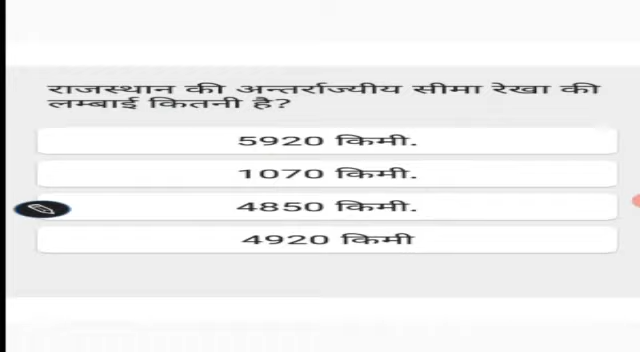 राजस्थान की अन्तर्राज्यीय सीमा रेखा की
लम्बाई कितनी है?
5920 किमी.
1070 किमी.
4850 किमी.
4920 किमी